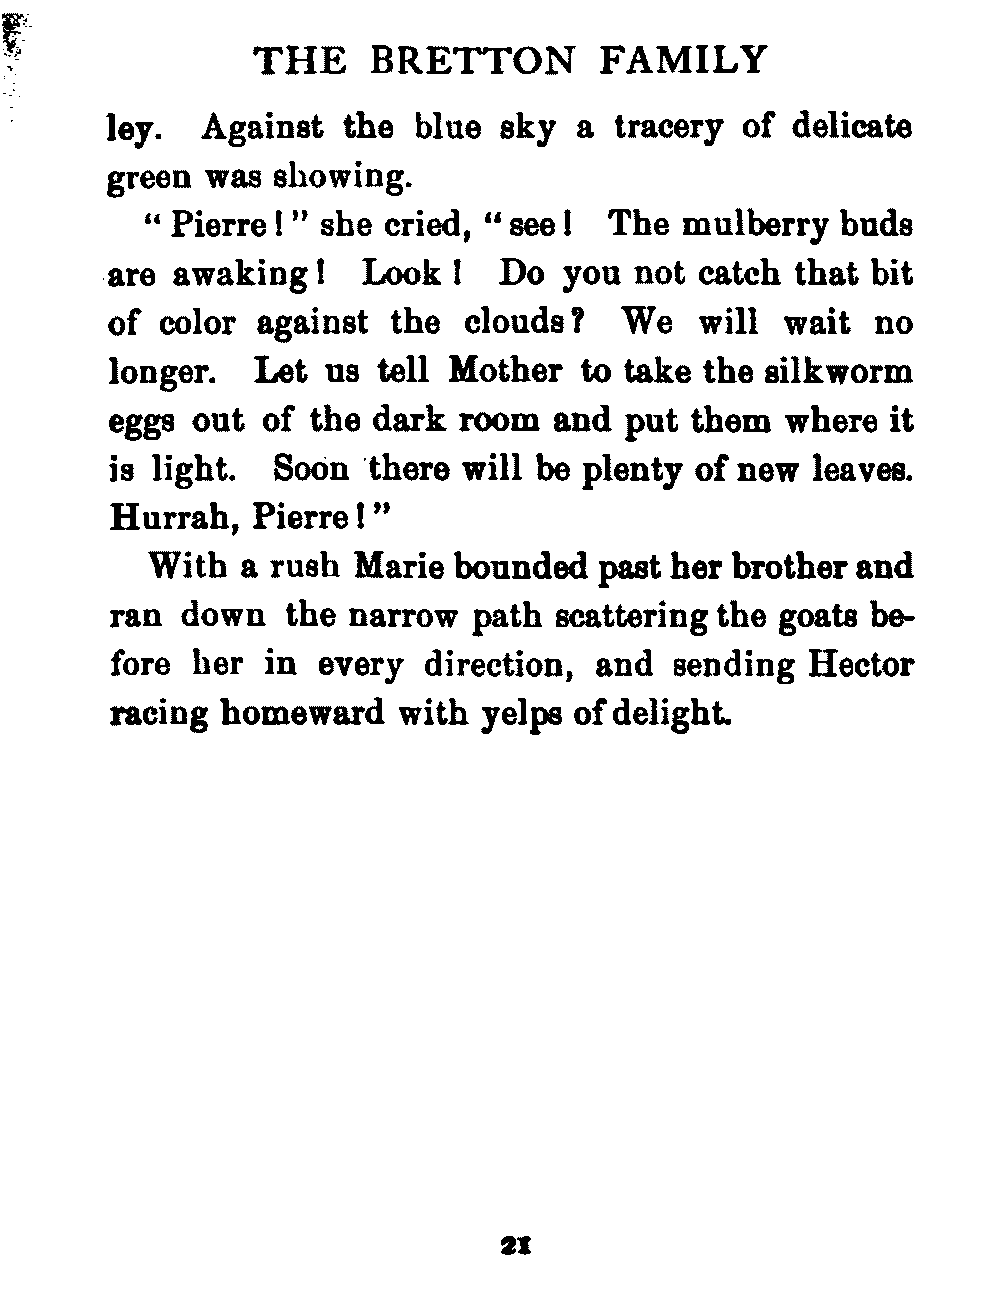 THE BRETTON FAMILY
ley. Against the blue sky a tracery of delicate
green was showing.
“Pierre!” she cried, “see! The mulberry buds
are awaking! Look! Do you not catch that bit
of color against the clouds? We will wait no
longer. Let us tell Mother to take the silkworm
eggs out of the dark room and put them where it
is light. Soon there will be plenty of new leaves.
Hurrah, Pierre!”
With a rush Marie bounded past her brother and
ran down the narrow path scattering the goats be-
fore her in every direction, and sending Hector
racing homeward with yelps of delight.
21